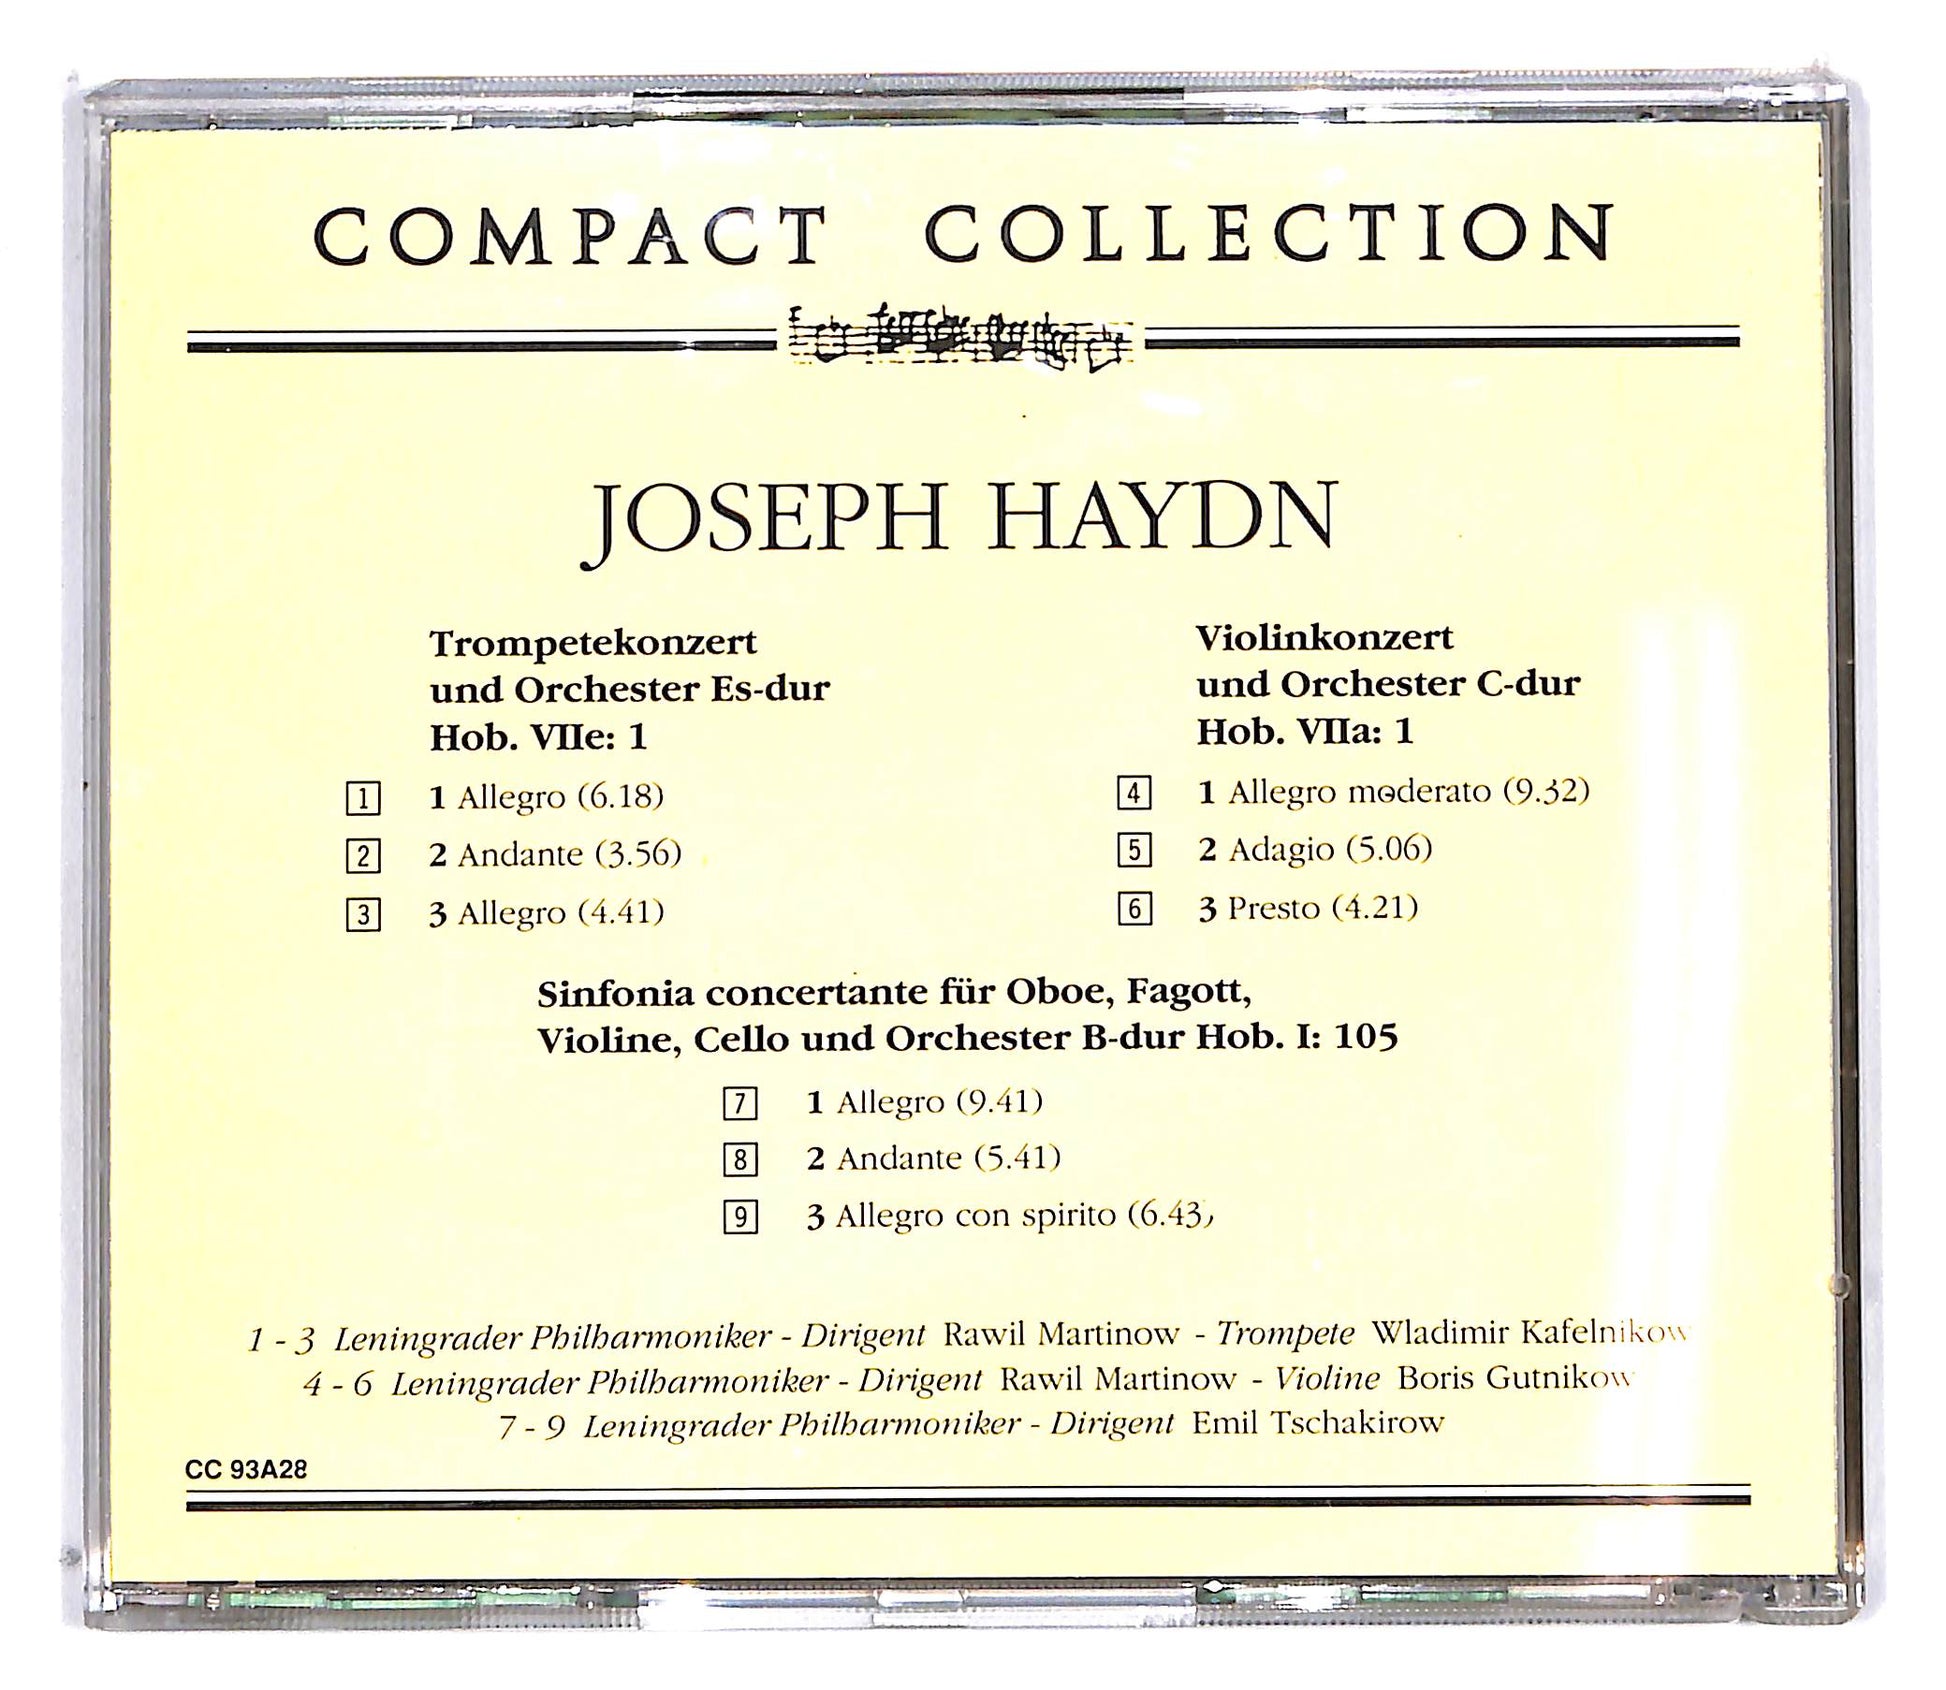 COMPACT COLLECTION
JOSEPH HAYDN
Trompetekonzert
und Orchester Es-dur
Hob. VIIe: 1
1 1 Allegro (6.18)
2 2 Andante (3.56)
3 3 Allegro (4.41)
Violinkonzert
und Orchester C-dur
Hob. VIIa: 1
4 1 Allegro moderato (9.32)
5 2 Adagio (5.06)
6 3 Presto (4.21)
Sinfonia concertante für Oboe, Fagott,
Violine, Cello und Orchester B-dur Hob. I: 105
7 1 Allegro (9.41)
8 2 Andante (5.41)
9 3 Allegro con spirito (6.43)
1 - 3 Leningrader Philharmoniker - Dirigent Rawil Martinow - Trompete Wladimir Kafelnikow
4 - 6 Leningrader Philharmoniker - Dirigent Rawil Martinow - Violine Boris Gutnikow
7 - 9 Leningrader Philharmoniker - Dirigent Emil Tschakirow
CC 93A28